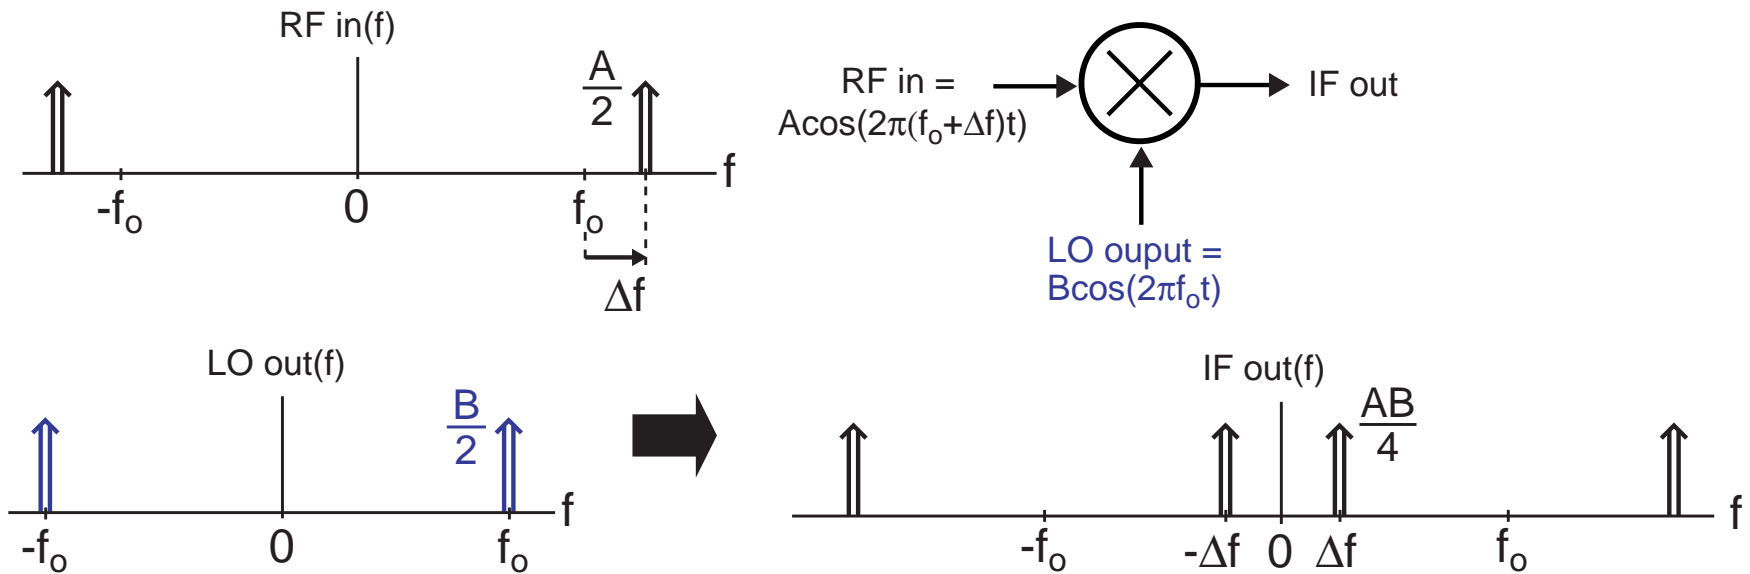 RF in(f)
A
2
f
-fₒ
0
fₒ
Δf
RF in =
Acos(2π(fₒ+Δf)t)
IF out
LO ouput =
Bcos(2πfₒt)
LO out(f)
B
2
f
-fₒ
0
fₒ
IF out(f)
AB
4
f
-fₒ
-Δf
0
Δf
fₒ